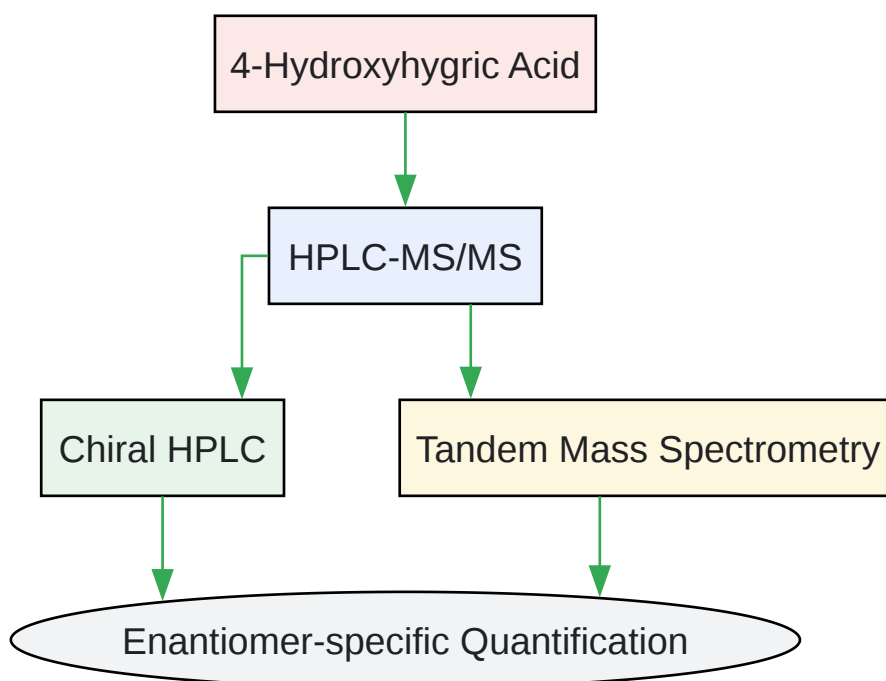 4-Hydroxyhygric Acid
HPLC-MS/MS
Chiral HPLC
Tandem Mass Spectrometry
Enantiomer-specific Quantification